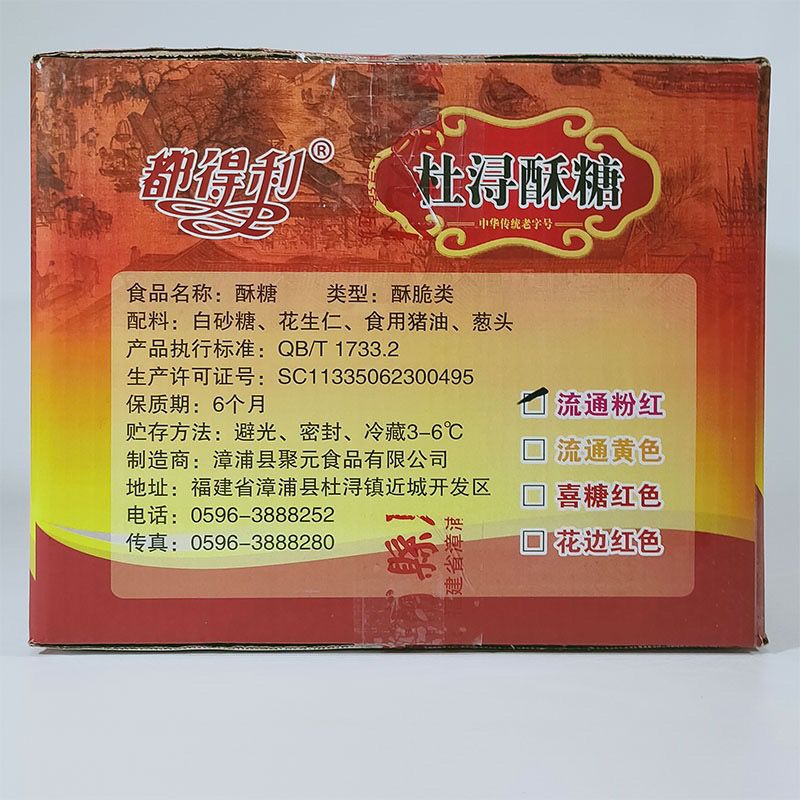 都得利®
杜浔酥糖
中华传统老字号
食品名称：酥糖 类型：酥脆类
配料：白砂糖、花生仁、食用猪油、葱头
产品执行标准：QB/T 1733.2
生产许可证号：SC11335062300495
保质期：6个月
贮存方法：避光、密封、冷藏3-6℃
制造商：漳浦县聚元食品有限公司
地址：福建省漳浦县杜浔镇近城开发区
电话：0596-3888252
传真：0596-3888280
流通粉红
流通黄色
喜糖红色
花边红色
縣
建省漳浦